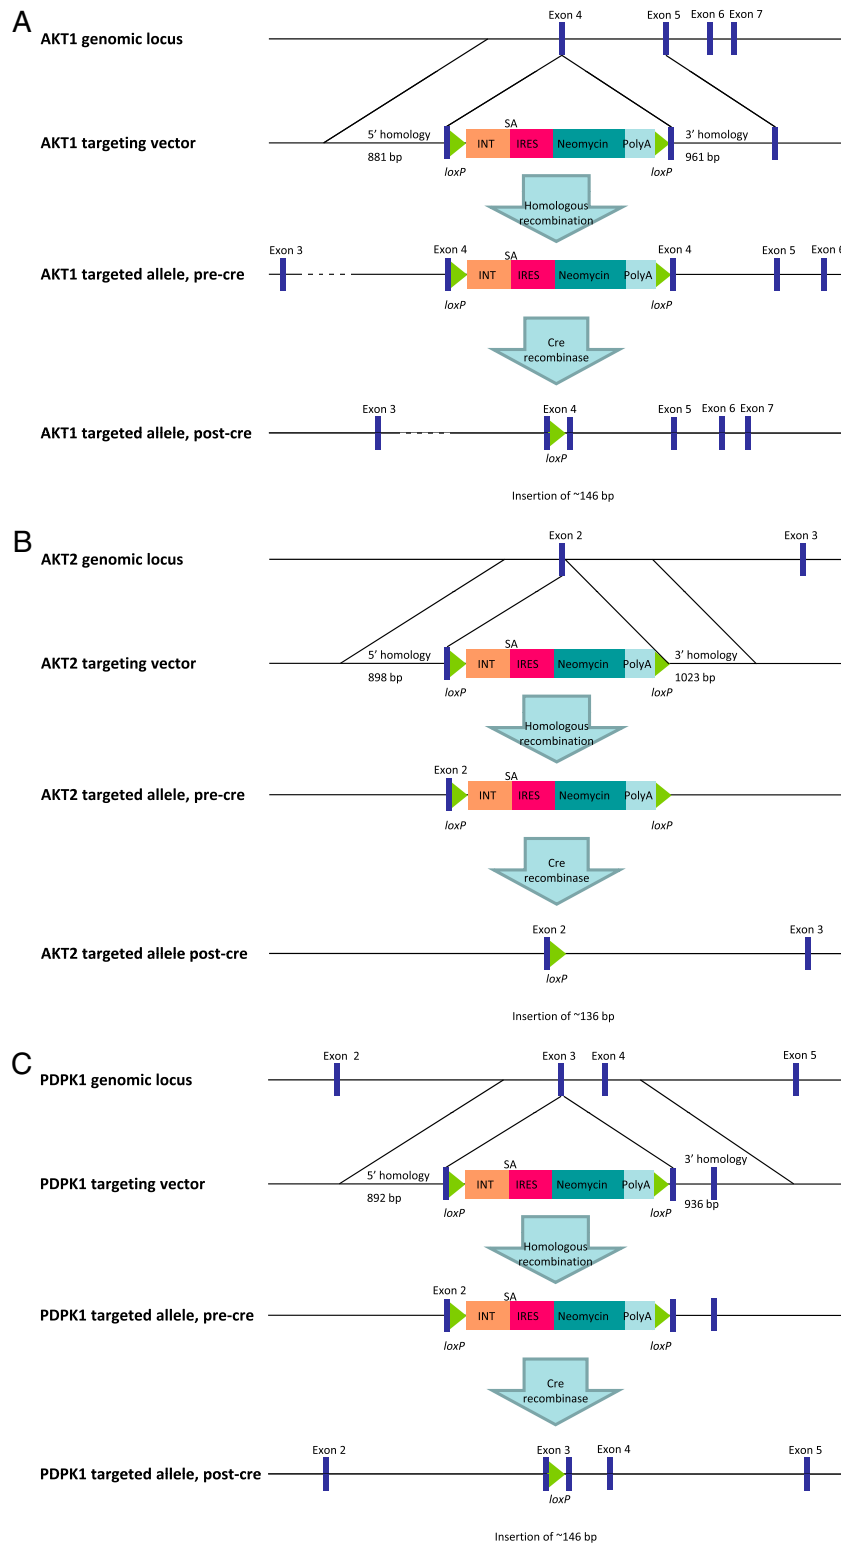 A
Exon 4
Exon 5
Exon 6
Exon 7
AKT1 genomic locus
SA
5’ homology
3’ homology
AKT1 targeting vector
INT
IRES
Neomycin
PolyA
881 bp
961 bp
loxP
loxP
Homologous
recombination
Exon 3
Exon 4
Exon 4
Exon 5
Exon 6
SA
AKT1 targeted allele, pre-cre
INT
IRES
Neomycin
PolyA
loxP
loxP
Cre
recombinase
Exon 3
Exon 4
Exon 5
Exon 6
Exon 7
AKT1 targeted allele, post-cre
loxP
Insertion of ~146 bp
B
Exon 2
Exon 3
AKT2 genomic locus
SA
5’ homology
3’ homology
AKT2 targeting vector
INT
IRES
Neomycin
PolyA
898 bp
1023 bp
loxP
loxP
Homologous
recombination
Exon 2
SA
AKT2 targeted allele, pre-cre
INT
IRES
Neomycin
PolyA
loxP
loxP
Cre
recombinase
Exon 2
Exon 3
AKT2 targeted allele post-cre
loxP
Insertion of ~136 bp
C
Exon 2
Exon 3
Exon 4
Exon 5
PDPK1 genomic locus
SA
5’ homology
3’ homology
PDPK1 targeting vector
INT
IRES
Neomycin
PolyA
892 bp
936 bp
loxP
loxP
Homologous
recombination
Exon 2
SA
PDPK1 targeted allele, pre-cre
INT
IRES
Neomycin
PolyA
loxP
loxP
Cre
recombinase
Exon 2
Exon 3
Exon 4
Exon 5
PDPK1 targeted allele, post-cre
loxP
Insertion of ~146 bp